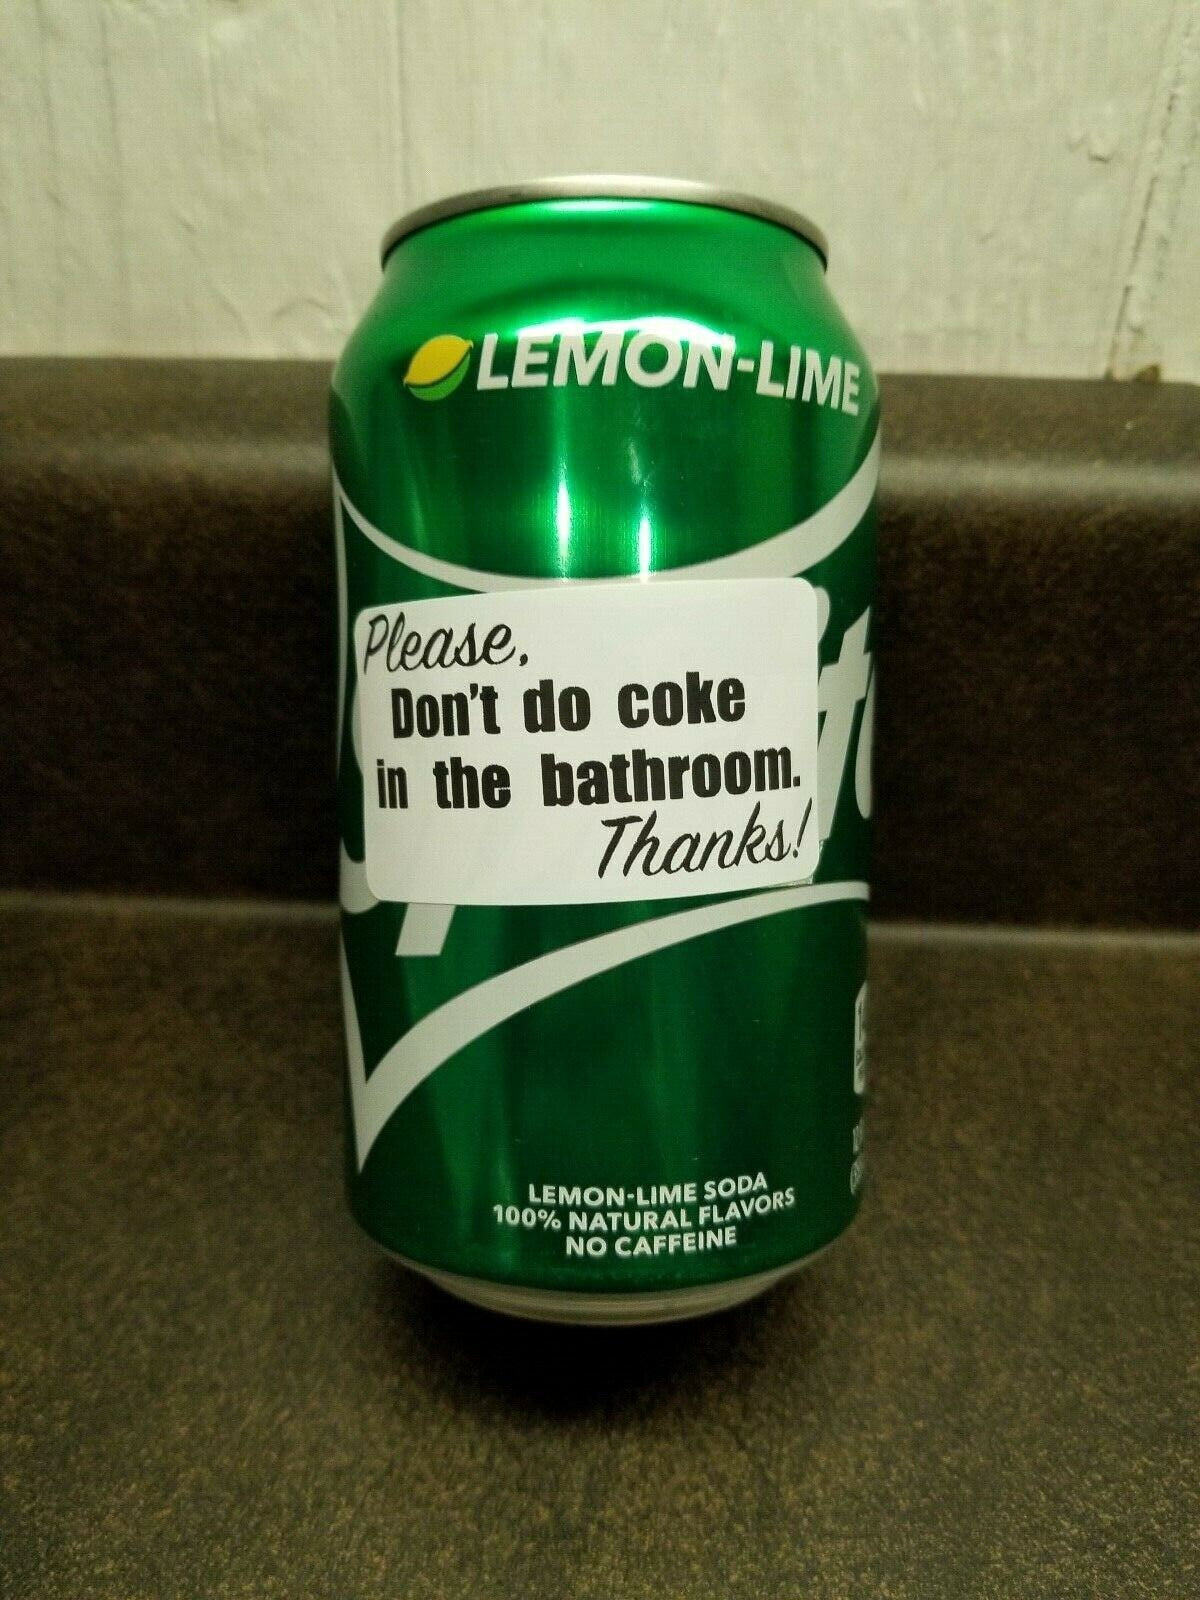 LEMON-LIME
Please,
Don't do coke
in the bathroom.
Thanks!
LEMON-LIME SODA
100% NATURAL FLAVORS
NO CAFFEINE